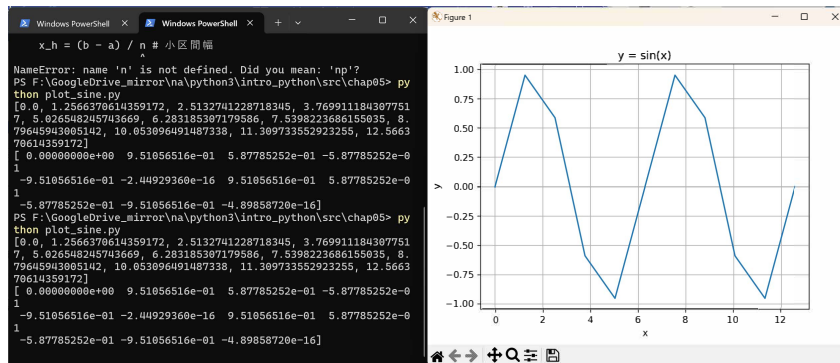 Windows PowerShell
Windows PowerShell
x_h = (b - a) / n # 小区間幅
^
NameError: name 'n' is not defined. Did you mean: 'np'?
PS F:\GoogleDrive_mirror\na\python3\intro_python\src\chap05> py
thon plot_sine.py
[0.0, 1.2566370614359172, 2.5132741228718345, 3.769911184307751
7, 5.026548245743669, 6.283185307179586, 7.5398223686155035, 8.
79645943005142, 10.053096491487338, 11.309733552923255, 12.5663
70614359172]
[ 0.00000000e+00 9.51056516e-01 5.87785252e-01 -5.87785252e-0
1
-9.51056516e-01 -2.44929360e-16 9.51056516e-01 5.87785252e-01
1
-5.87785252e-01 -9.51056516e-01 -4.89858720e-16]
PS F:\GoogleDrive_mirror\na\python3\intro_python\src\chap05> py
thon plot_sine.py
[0.0, 1.2566370614359172, 2.5132741228718345, 3.769911184307751
7, 5.026548245743669, 6.283185307179586, 7.5398223686155035, 8.
79645943005142, 10.053096491487338, 11.309733552923255, 12.5663
70614359172]
[ 0.00000000e+00 9.51056516e-01 5.87785252e-01 -5.87785252e-0
1
-9.51056516e-01 -2.44929360e-16 9.51056516e-01 5.87785252e-01
1
-5.87785252e-01 -9.51056516e-01 -4.89858720e-16]
Figure 1
y = sin(x)
1.00
0.75
0.50
0.25
0.00
−0.25
−0.50
−0.75
−1.00
y
0 2 4 6 8 10 12
x